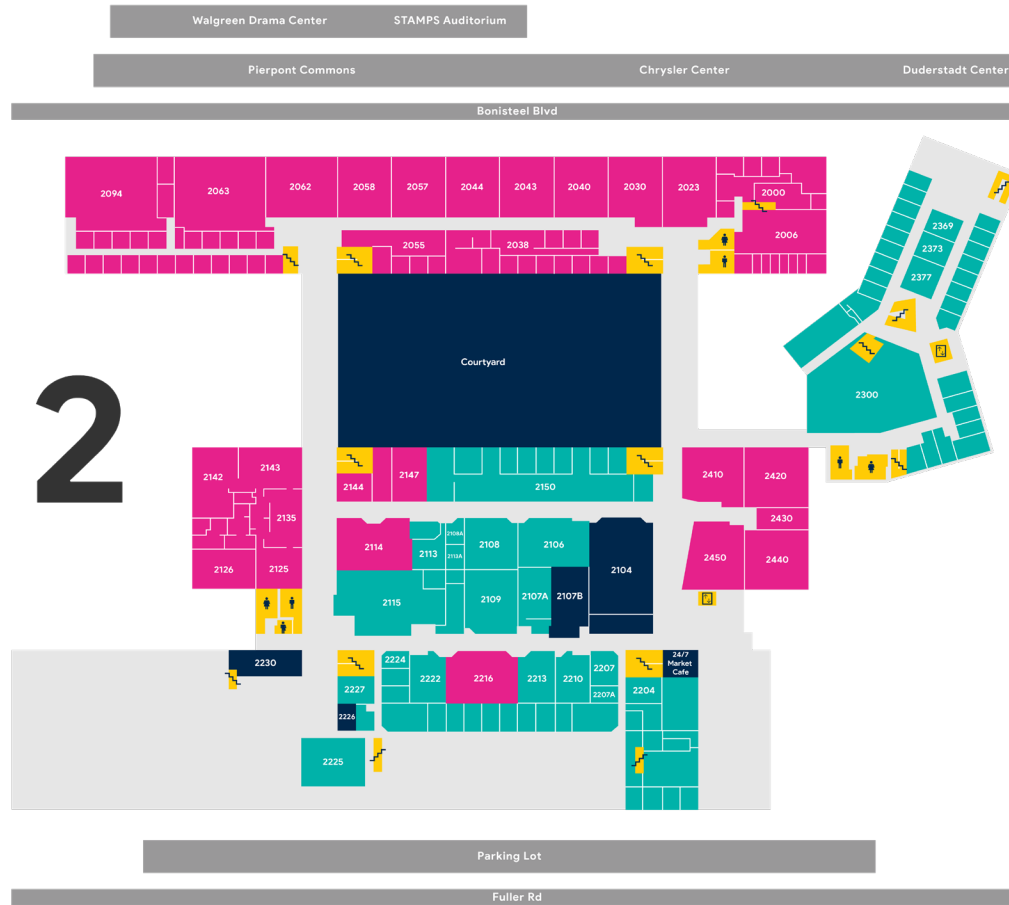 Walgreen Drama Center STAMPS Auditorium
Pierpont Commons Chrysler Center Duderstadt Center
Bonisteel Blvd
2094 2063 2062 2058 2057 2044 2043 2040 2030 2023 2000
2055 2038 2006
2369
2373
2377
Courtyard
2300
2
2142 2143 2144 2147 2150 2410 2420
2135 2430
2114 2113 2108A 2108 2106 2104 2450 2440
2113A
2126 2125 2115 2109 2107A 2107B
2230 2224 2222 2216 2213 2210 2207 24/7
Market
Cafe
2227 2207A 2204
2226
2225
Parking Lot
Fuller Rd